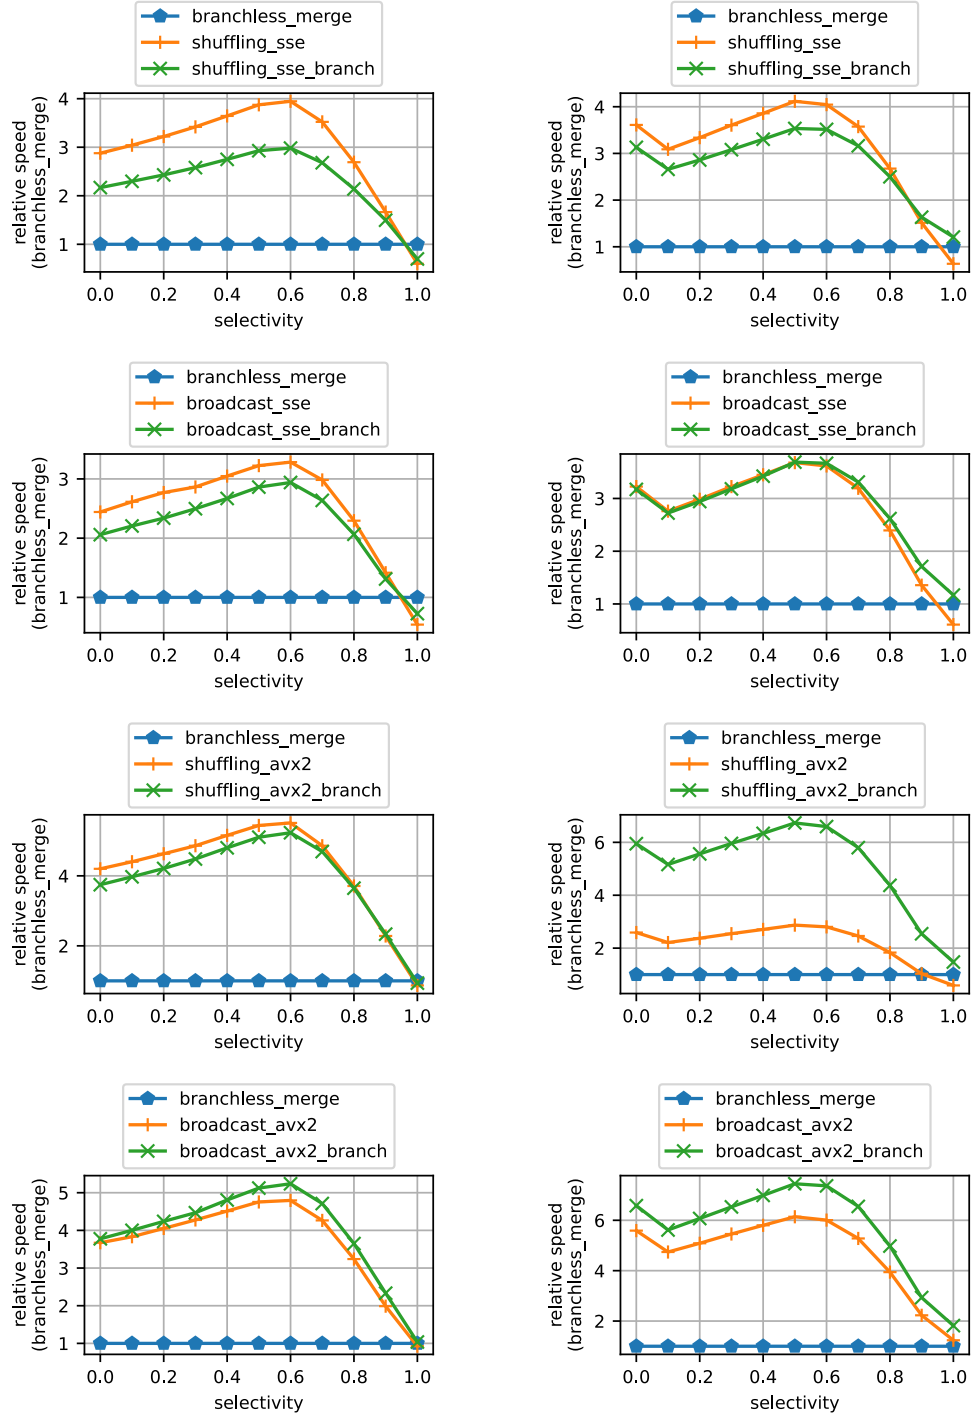 branchless_merge
shuffling_sse
shuffling_sse_branch
relative speed
(branchless_merge)
4
3
2
1
0.0 0.2 0.4 0.6 0.8 1.0
selectivity
branchless_merge
shuffling_sse
shuffling_sse_branch
relative speed
(branchless_merge)
4
3
2
1
0.0 0.2 0.4 0.6 0.8 1.0
selectivity
branchless_merge
broadcast_sse
broadcast_sse_branch
relative speed
(branchless_merge)
3
2
1
0.0 0.2 0.4 0.6 0.8 1.0
selectivity
branchless_merge
broadcast_sse
broadcast_sse_branch
relative speed
(branchless_merge)
3
2
1
0.0 0.2 0.4 0.6 0.8 1.0
selectivity
branchless_merge
shuffling_avx2
shuffling_avx2_branch
relative speed
(branchless_merge)
4
2
0.0 0.2 0.4 0.6 0.8 1.0
selectivity
branchless_merge
shuffling_avx2
shuffling_avx2_branch
relative speed
(branchless_merge)
6
4
2
0.0 0.2 0.4 0.6 0.8 1.0
selectivity
branchless_merge
broadcast_avx2
broadcast_avx2_branch
relative speed
(branchless_merge)
5
4
3
2
1
0.0 0.2 0.4 0.6 0.8 1.0
selectivity
branchless_merge
broadcast_avx2
broadcast_avx2_branch
relative speed
(branchless_merge)
6
4
2
0.0 0.2 0.4 0.6 0.8 1.0
selectivity